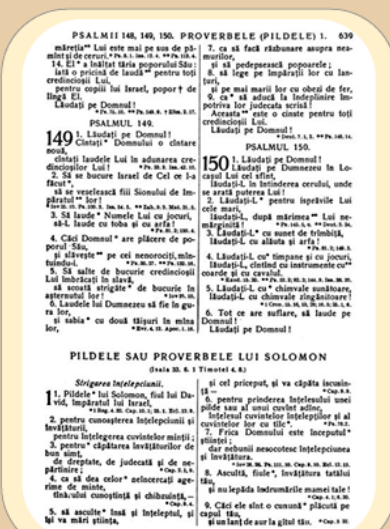 PSALMII 148, 149, 150. PROVERBELE (PILDELE) 1. 639
măreția** Lui este mai pe sus de pă-
mînt și de ceruri.
14. El* a înălțat tăria poporului Său:
iată o pricină de laudă** pentru toți
credincioșii Lui,
pentru copiii lui Israel, popor† de
lîngă El.
Lăudați pe Domnul!
PSALMUL 149.
149 1. Lăudați pe Domnul!
Cîntați* Domnului o cîntare
nouă,
cîntați laudele Lui în adunarea cre-
dincioșilor Lui!
2. Să se bucure Israel de Cel ce l-a
făcut*,
să se veselească fiii Sionului de Îm-
păratul** lor!
3. Să laude* Numele Lui cu jocuri,
să-L laude cu toba și cu arfa!
4. Căci Domnul* are plăcere de po-
porul Său,
și slăvește** pe cei nenorociți, mîn-
tuindu-i.
5. Să salte de bucurie credincioșii
Lui îmbrăcați în slavă,
să scoată strigăte* de bucurie în
așternutul lor!
6. Laudele lui Dumnezeu să fie în gu-
ra lor,
și sabia* cu două tăișuri în mîna
lor,
7. ca să facă răzbunare asupra nea-
murilor,
și să pedepsească popoarele;
8. să lege pe împărații lor cu lan-
țuri,
și pe mai marii lor cu obezi de fer,
9. ca* să aducă la îndeplinire îm-
potriva lor judecata scrisă!
Aceasta** este o cinste pentru toți
credincioșii Lui.
Lăudați pe Domnul!
PSALMUL 150.
150 1. Lăudați pe Domnul!
Lăudați pe Dumnezeu în Lo-
cașul Lui cel sfînt,
lăudați-L în întinderea cerului, unde
se arată puterea Lui!
2. Lăudați-L* pentru isprăvile Lui
cele mari,
lăudați-L, după mărimea** Lui ne-
mărginită!
3. Lăudați-L* cu sunet de trîmbiță,
lăudați-L cu alăuta și arfa!
4. Lăudați-L cu* timpane și cu jocuri,
lăudați-L, cîntînd cu instrumente cu**
coarde și cu cavalul.
5. Lăudați-L cu* chimvale sunătoare,
lăudați-L cu chimvale zîngănitoare!
6. Tot ce are suflare, să laude pe
Domnul!
Lăudați pe Domnul!
PILDELE SAU PROVERBELE LUI SOLOMON
(Isaia 33. 6. 1 Timotei 4. 8.)
Strigarea înțelepciunii.
1 1. Pildele* lui Solomon, fiul lui Da-
vid, împăratul lui Israel,
2. pentru cunoașterea înțelepciunii și
învățăturii,
pentru înțelegerea cuvintelor minții;
3. pentru* căpătarea învățăturilor de
bun simț,
de dreptate, de judecată și de ne-
părtinire;
4. ca să dea celor* neîncercați age-
rime de minte,
tînărului cunoștință și chibzuință,—
5. să asculte* însă și înțeleptul, și
își va mări știința,
și cel priceput, și va căpăta iscusin-
ță—
6. pentru prinderea înțelesului unei
pilde sau al unui cuvînt adînc,
înțelesul cuvintelor înțelepților și al
cuvintelor lor cu tîlc*.
7. Frica Domnului este începutul*
științei;
dar nebunii nesocotesc înțelepciunea
și învățătura.
8. Ascultă, fiule*, învățătura tatălui
tău,
și nu lepăda îndrumările mamei tale!
9. Căci ele sînt o cunună* plăcută pe
capul tău,
și un lanț de aur la gîtul tău.